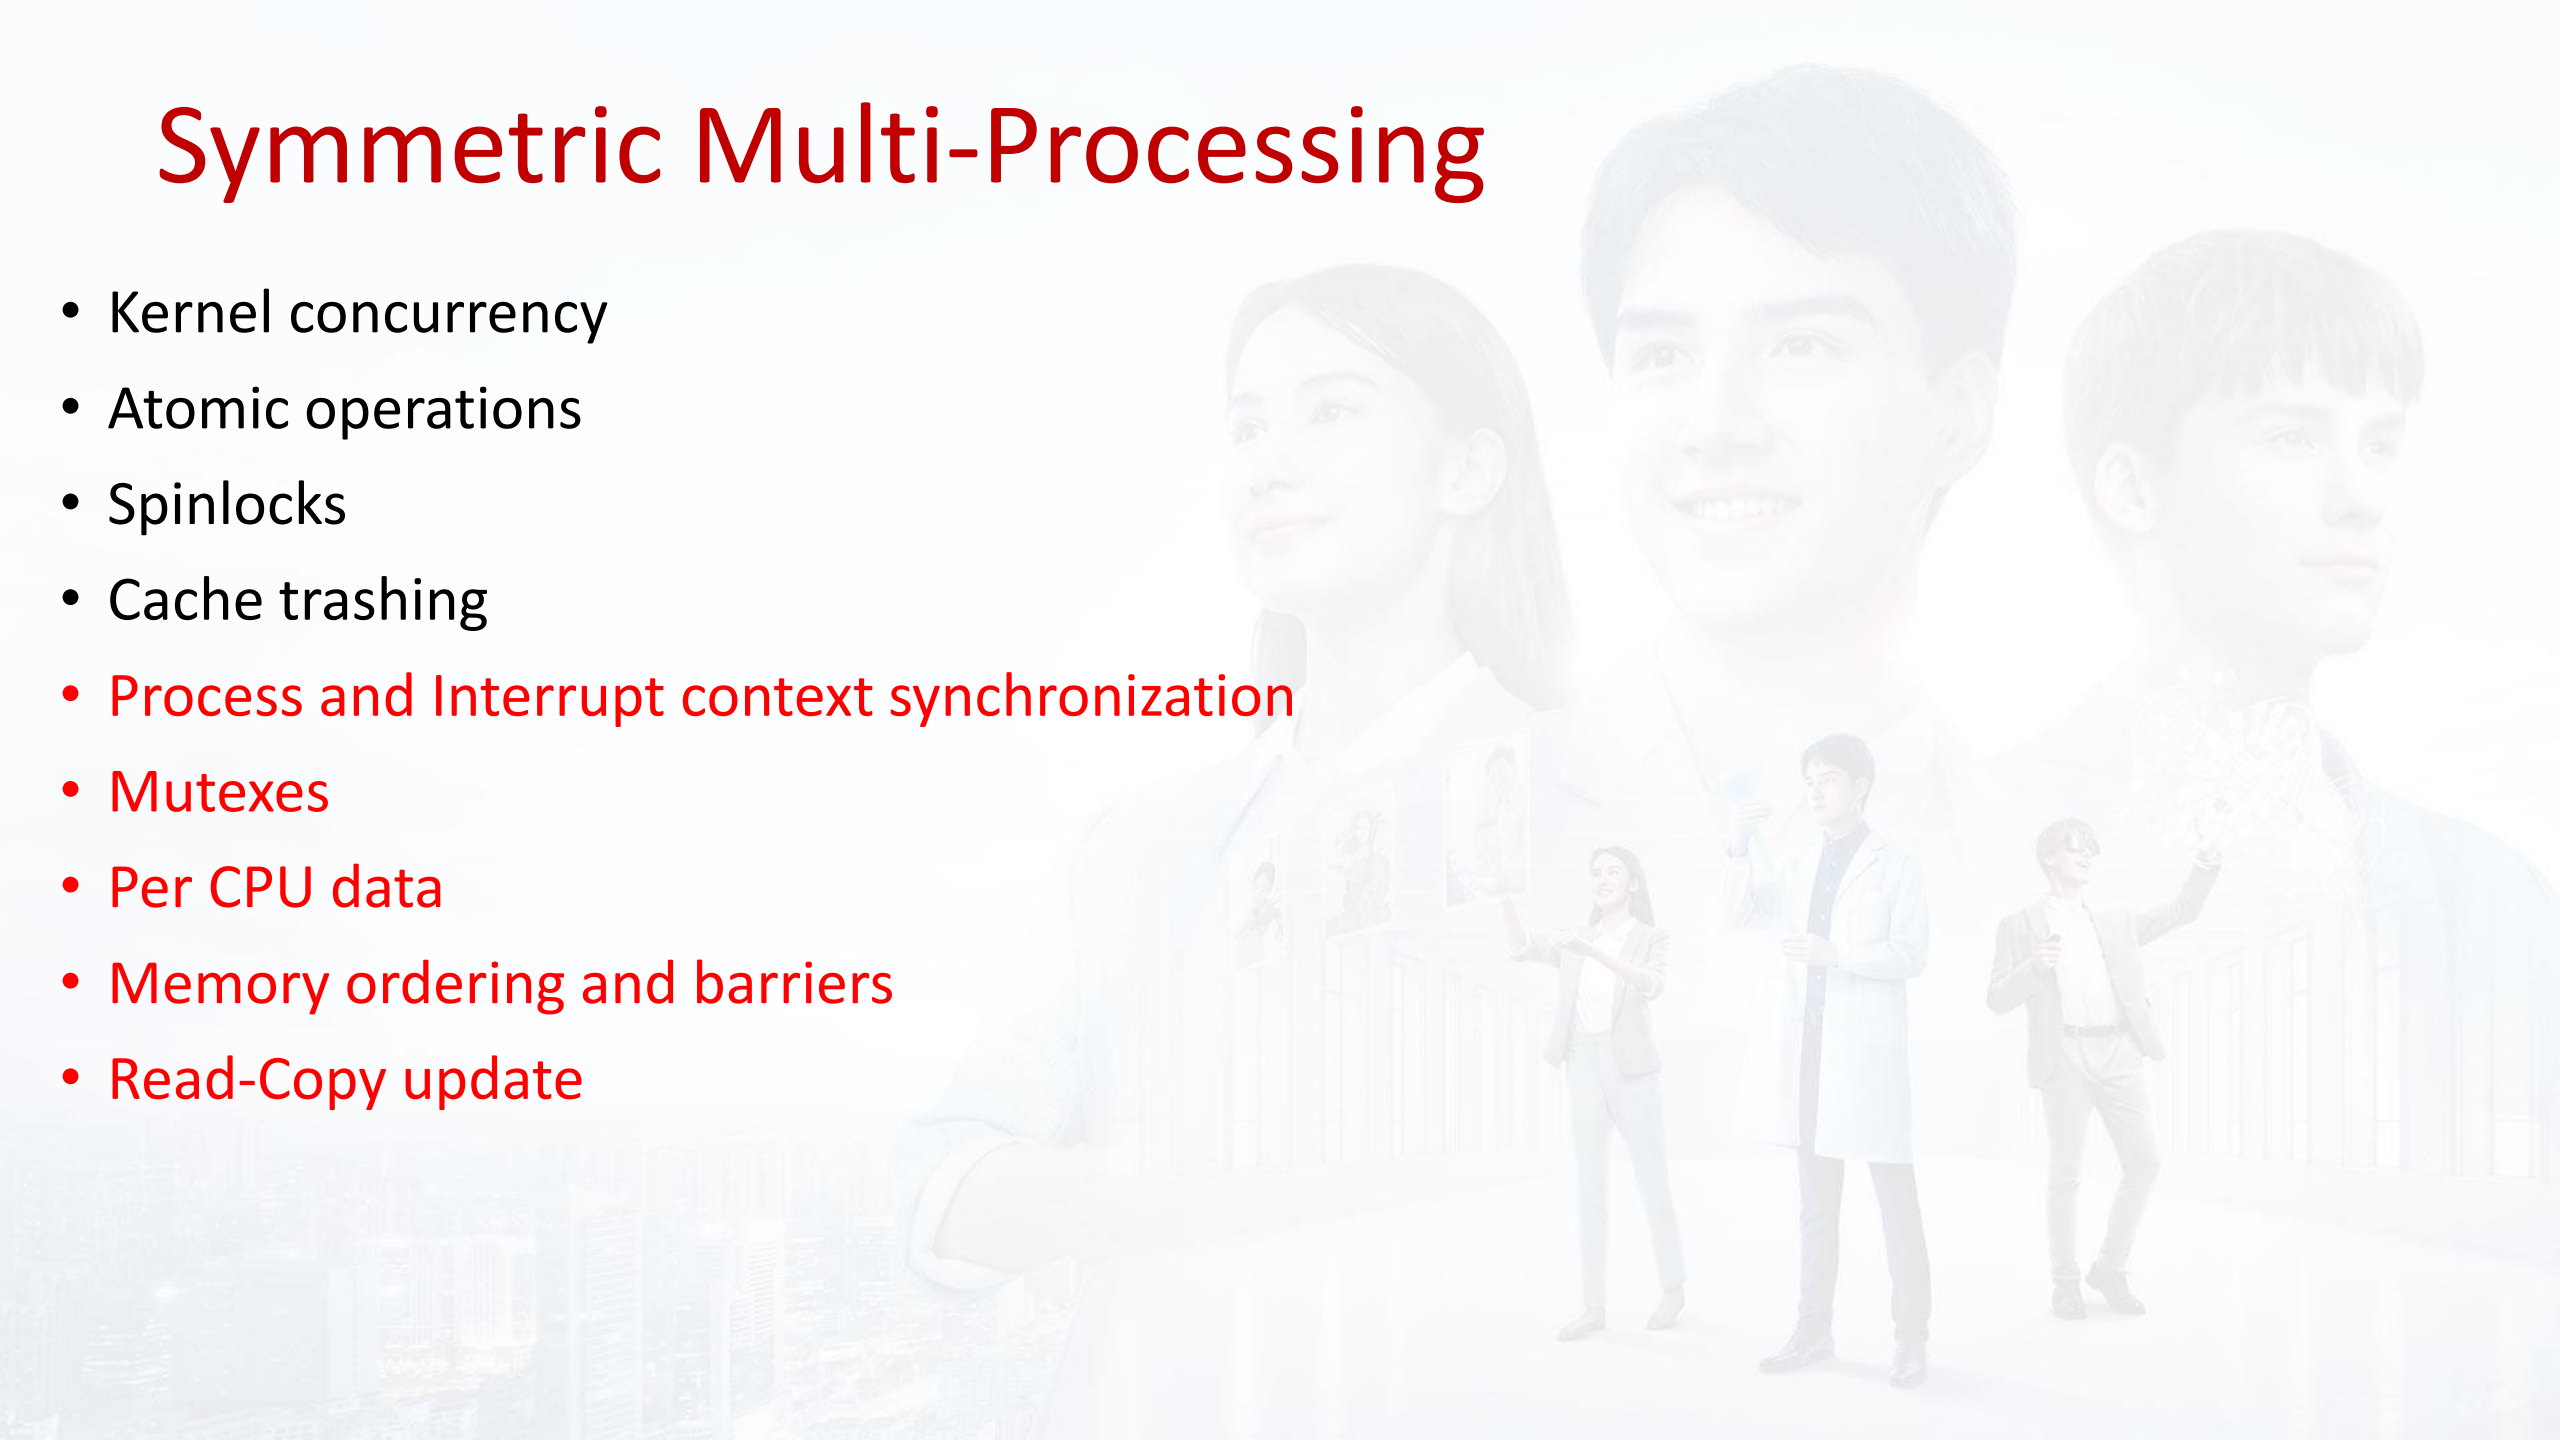 Symmetric Multi-Processing
• Kernel concurrency
• Atomic operations
• Spinlocks
• Cache trashing
• Process and Interrupt context synchronization
• Mutexes
• Per CPU data
• Memory ordering and barriers
• Read-Copy update